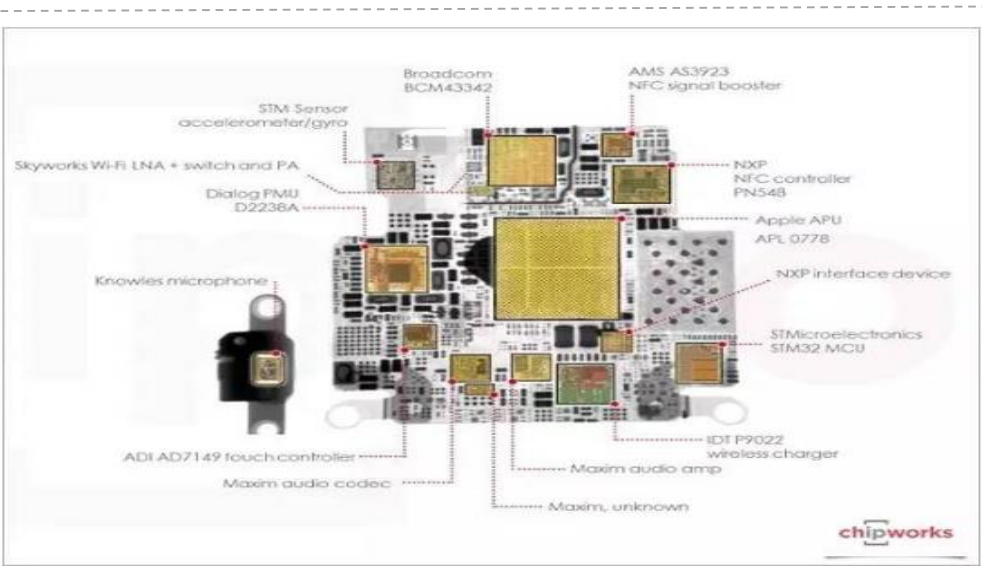 Broadcom
BCM43342
AMS AS3923
NFC signal booster
STM Sensor
accelerometer/gyro
Skyworks Wi-Fi LNA + switch and PA
NXP
NFC controller
PN548
Dialog PMU
D2238A
Apple APU
APL 0778
Knowles microphone
NXP interface device
STMicroelectronics
STM32 MCU
ADI AD7149 touch controller
IDT P9022
wireless charger
Maxim audio amp
Maxim audio codec
Maxim, unknown
chipworks